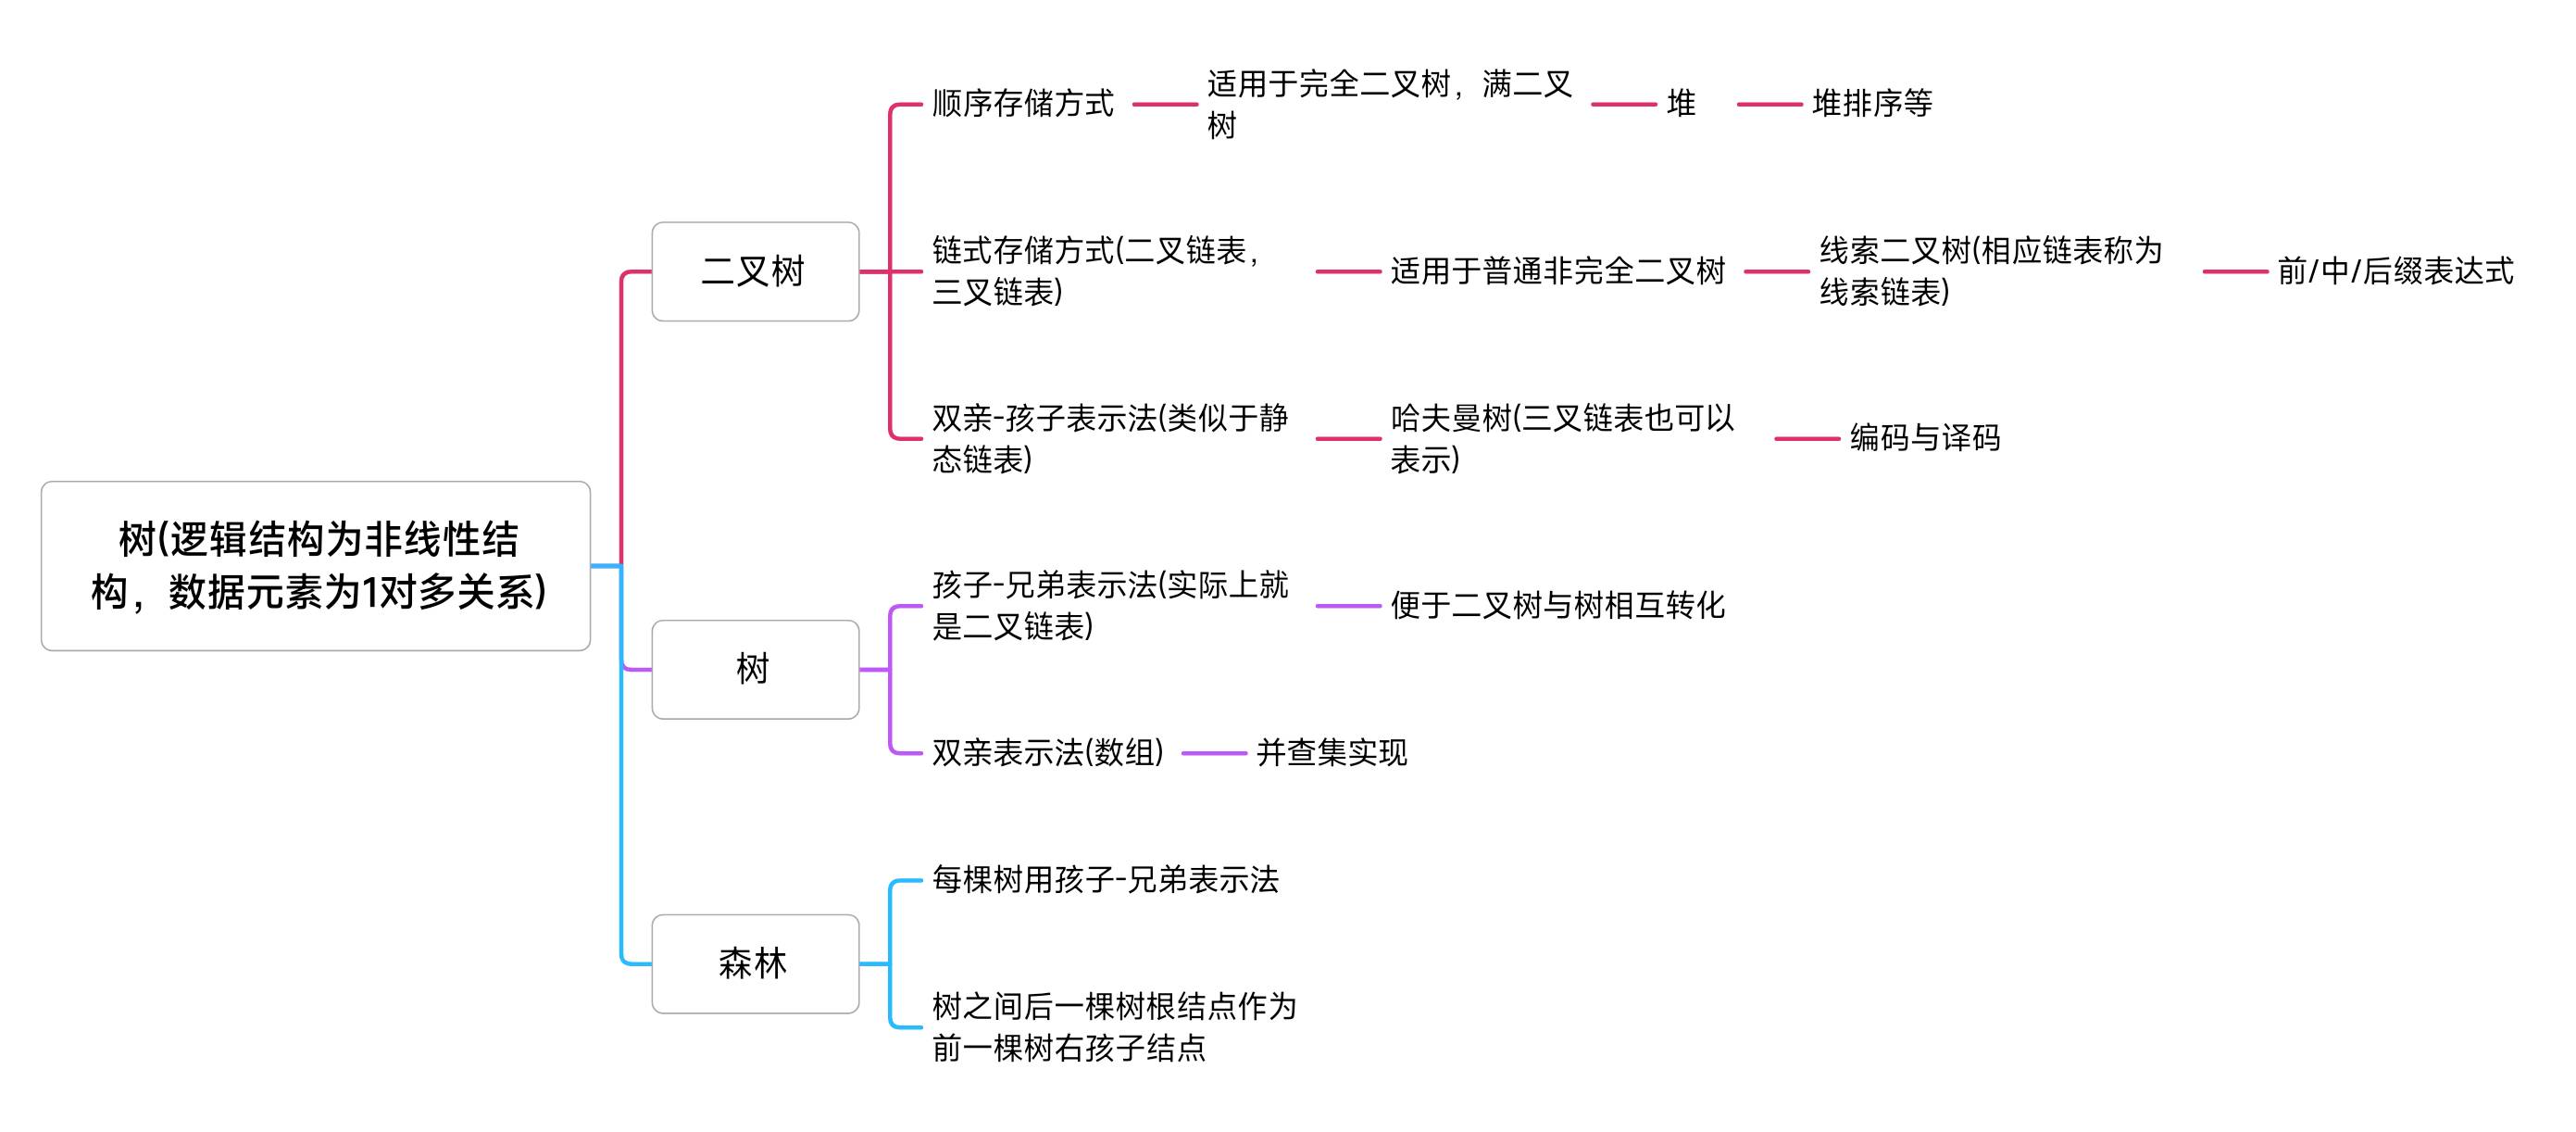 树(逻辑结构为非线性结
构，数据元素为1对多关系)
二叉树
顺序存储方式
适用于完全二叉树，满二叉
树
堆
堆排序等
链式存储方式(二叉链表，
三叉链表)
适用于普通非完全二叉树
线索二叉树(相应链表称为
线索链表)
前/中/后缀表达式
双亲-孩子表示法(类似于静
态链表)
哈夫曼树(三叉链表也可以
表示)
编码与译码
树
孩子-兄弟表示法(实际上就
是二叉链表)
便于二叉树与树相互转化
双亲表示法(数组)
并查集实现
森林
每棵树用孩子-兄弟表示法
树之间后一棵树根结点作为
前一棵树右孩子结点